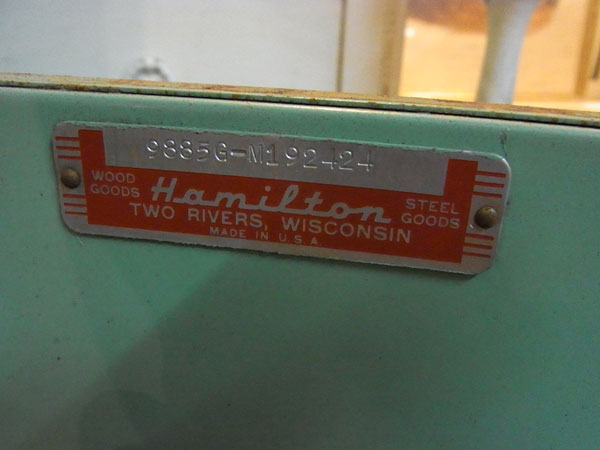 9885G-M192424
WOOD GOODS
Hamilton
STEEL GOODS
TWO RIVERS, WISCONSIN
MADE IN U.S.A.